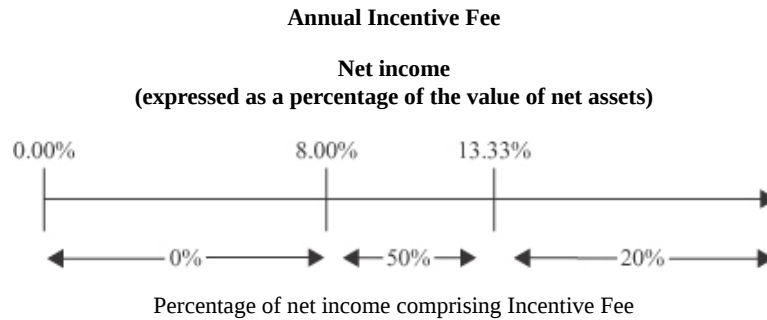 Annual Incentive Fee
Net income
(expressed as a percentage of the value of net assets)
0.00% 8.00% 13.33%
0% 50% 20%
Percentage of net income comprising Incentive Fee